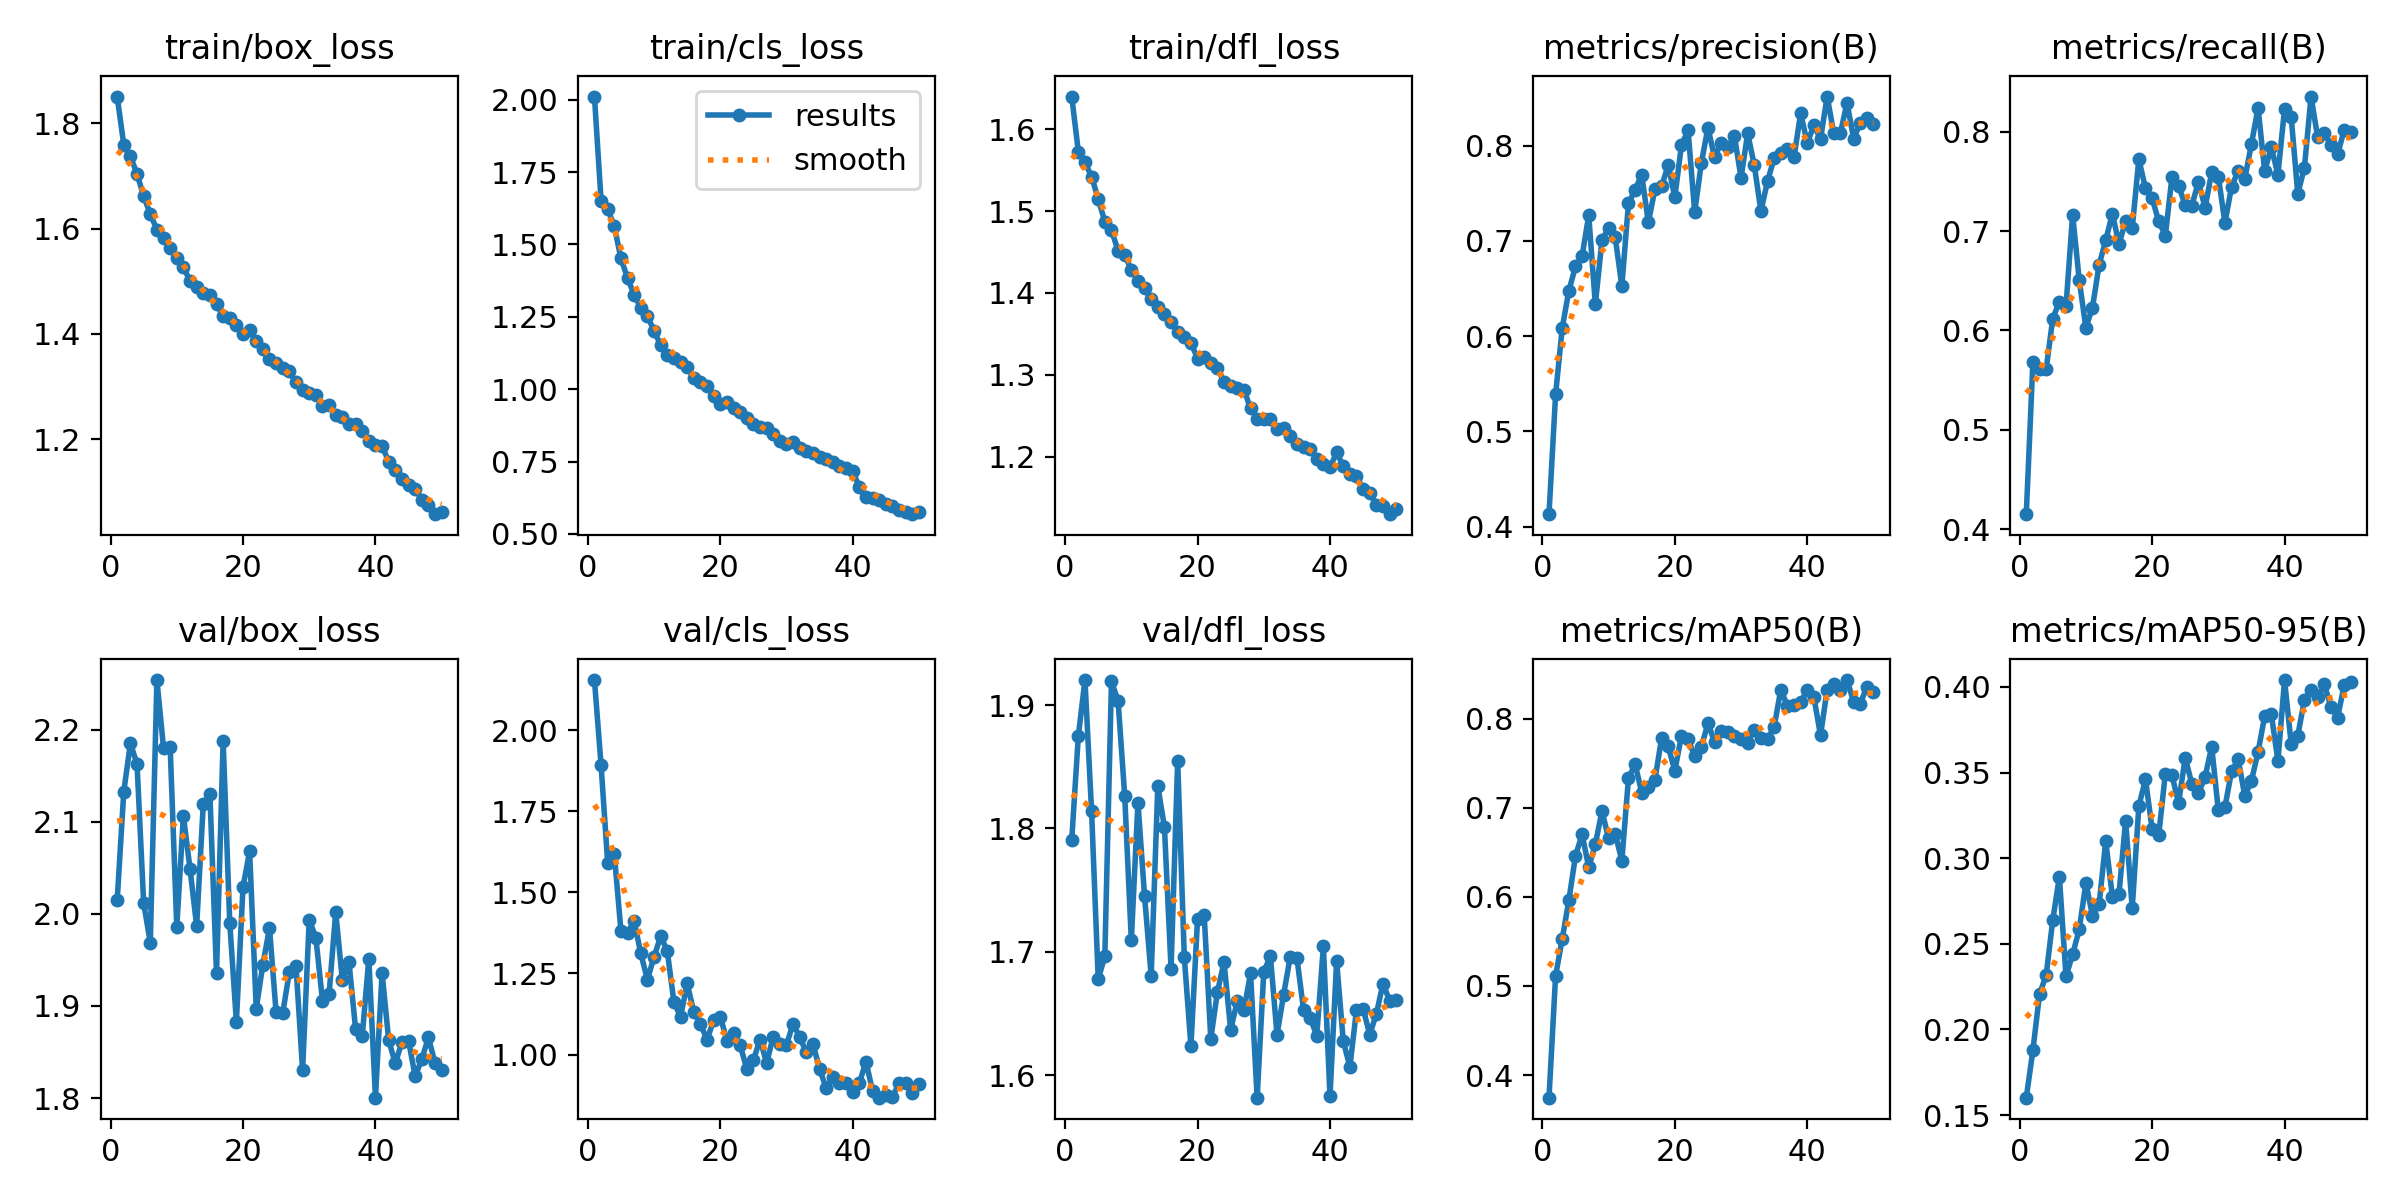 train/box_loss
1.8
1.6
1.4
1.2
0 20 40
train/cls_loss
results
smooth
2.00
1.75
1.50
1.25
1.00
0.75
0.50
0 20 40
train/dfl_loss
1.6
1.5
1.4
1.3
1.2
0 20 40
metrics/precision(B)
0.8
0.7
0.6
0.5
0.4
0 20 40
metrics/recall(B)
0.8
0.7
0.6
0.5
0.4
0 20 40
val/box_loss
2.2
2.1
2.0
1.9
1.8
0 20 40
val/cls_loss
2.00
1.75
1.50
1.25
1.00
0 20 40
val/dfl_loss
1.9
1.8
1.7
1.6
0 20 40
metrics/mAP50(B)
0.8
0.7
0.6
0.5
0.4
0 20 40
metrics/mAP50-95(B)
0.40
0.35
0.30
0.25
0.20
0.15
0 20 40